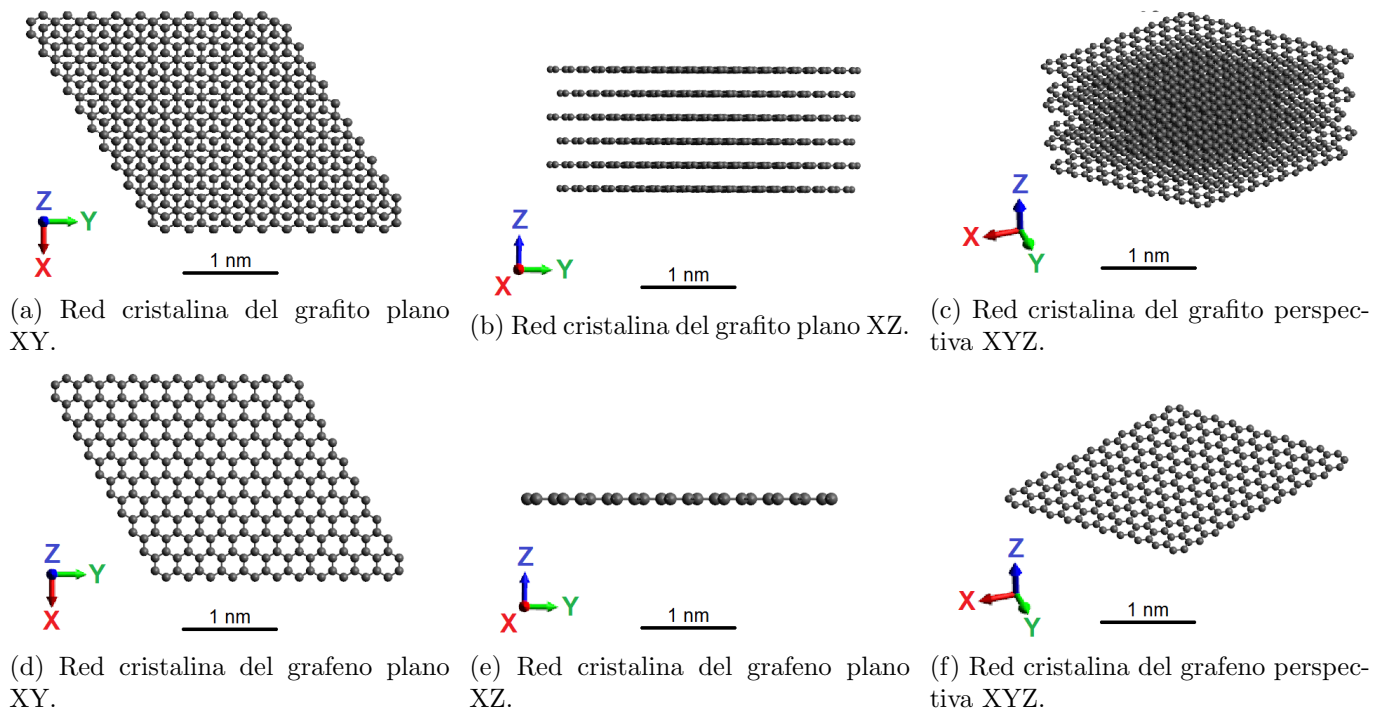 Z
Y
X
1 nm
(a) Red cristalina del grafito plano
XY.
Z
Y
X
1 nm
(b) Red cristalina del grafito plano XZ.
Z
X
Y
1 nm
(c) Red cristalina del grafito perspec-
tiva XYZ.
Z
Y
X
1 nm
(d) Red cristalina del grafeno plano
XY.
Z
Y
X
1 nm
(e) Red cristalina del grafeno plano
XZ.
Z
X
Y
1 nm
(f) Red cristalina del grafeno perspec-
tiva XYZ.